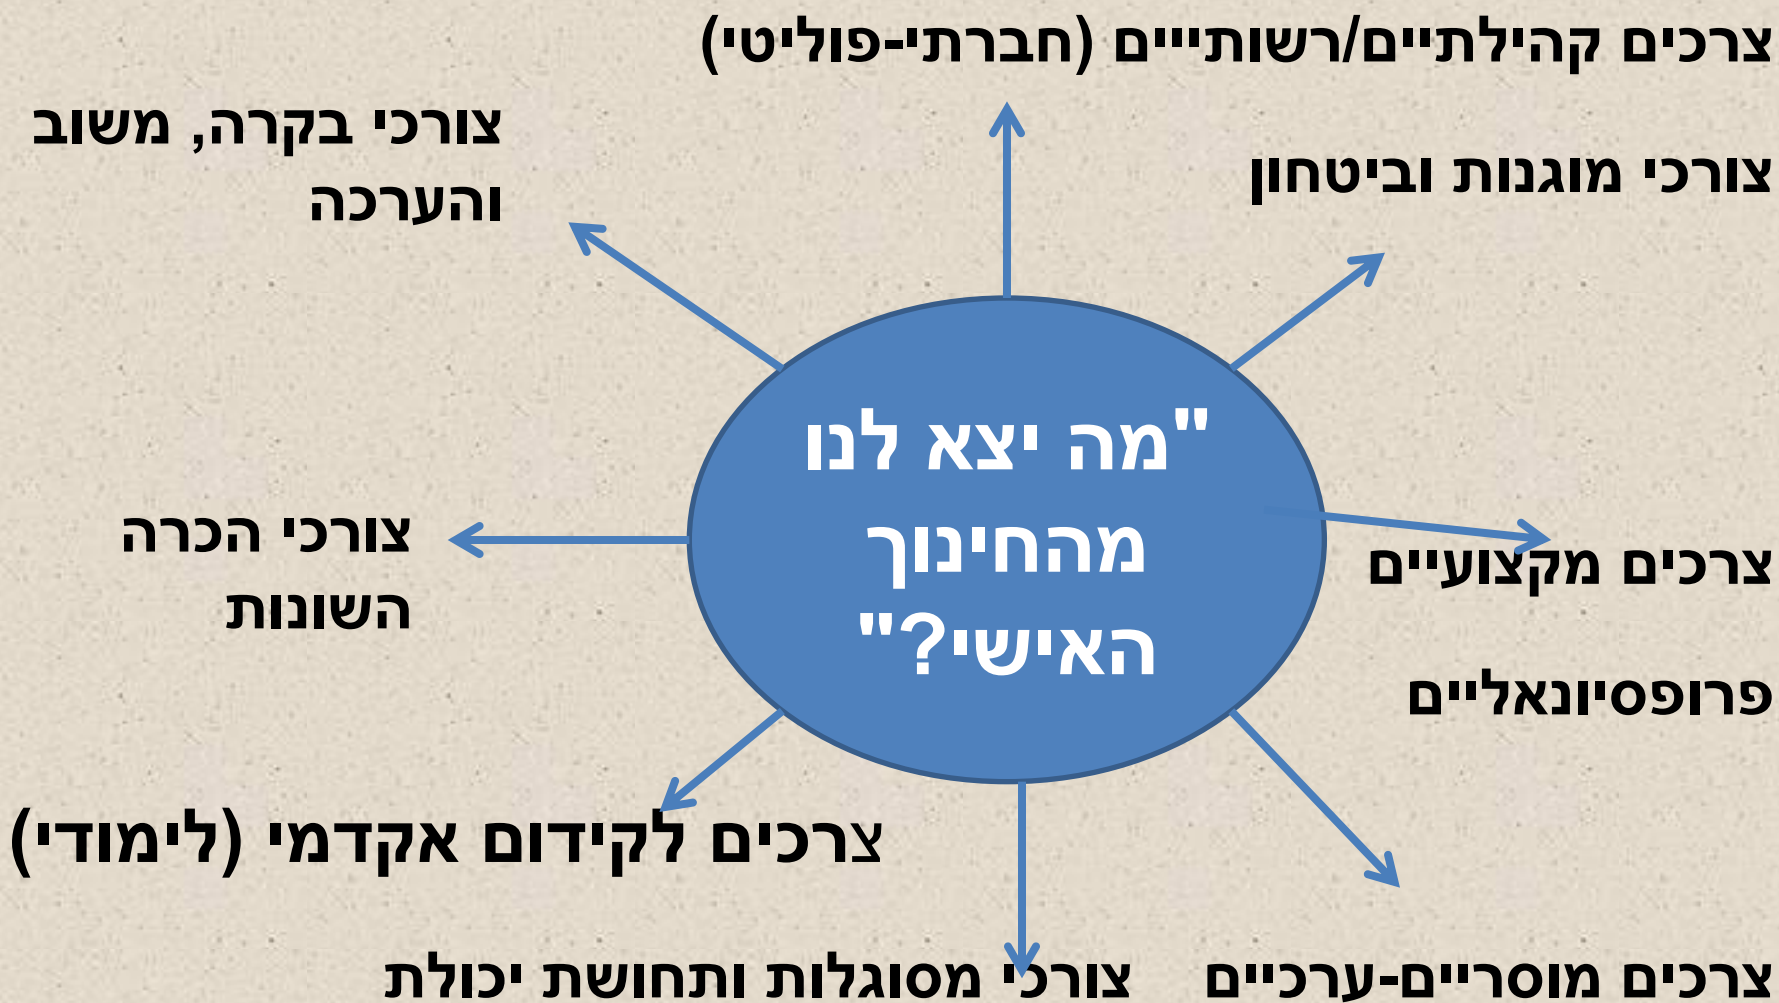 צרכים קהילתיים/רשותיייים (חברתי-פוליטי)
צורכי בקרה, משוב
והערכה
צורכי מוגנות וביטחון
"מה יצא לנו
מהחינוך
האישי?"
צורכי הכרה
השונות
צרכים מקצועיים
פרופסיונאליים
צרכים לקידום אקדמי (לימודי)
צרכים מוסריים-ערכיים
צורכי מסוגלות ותחושת יכולת